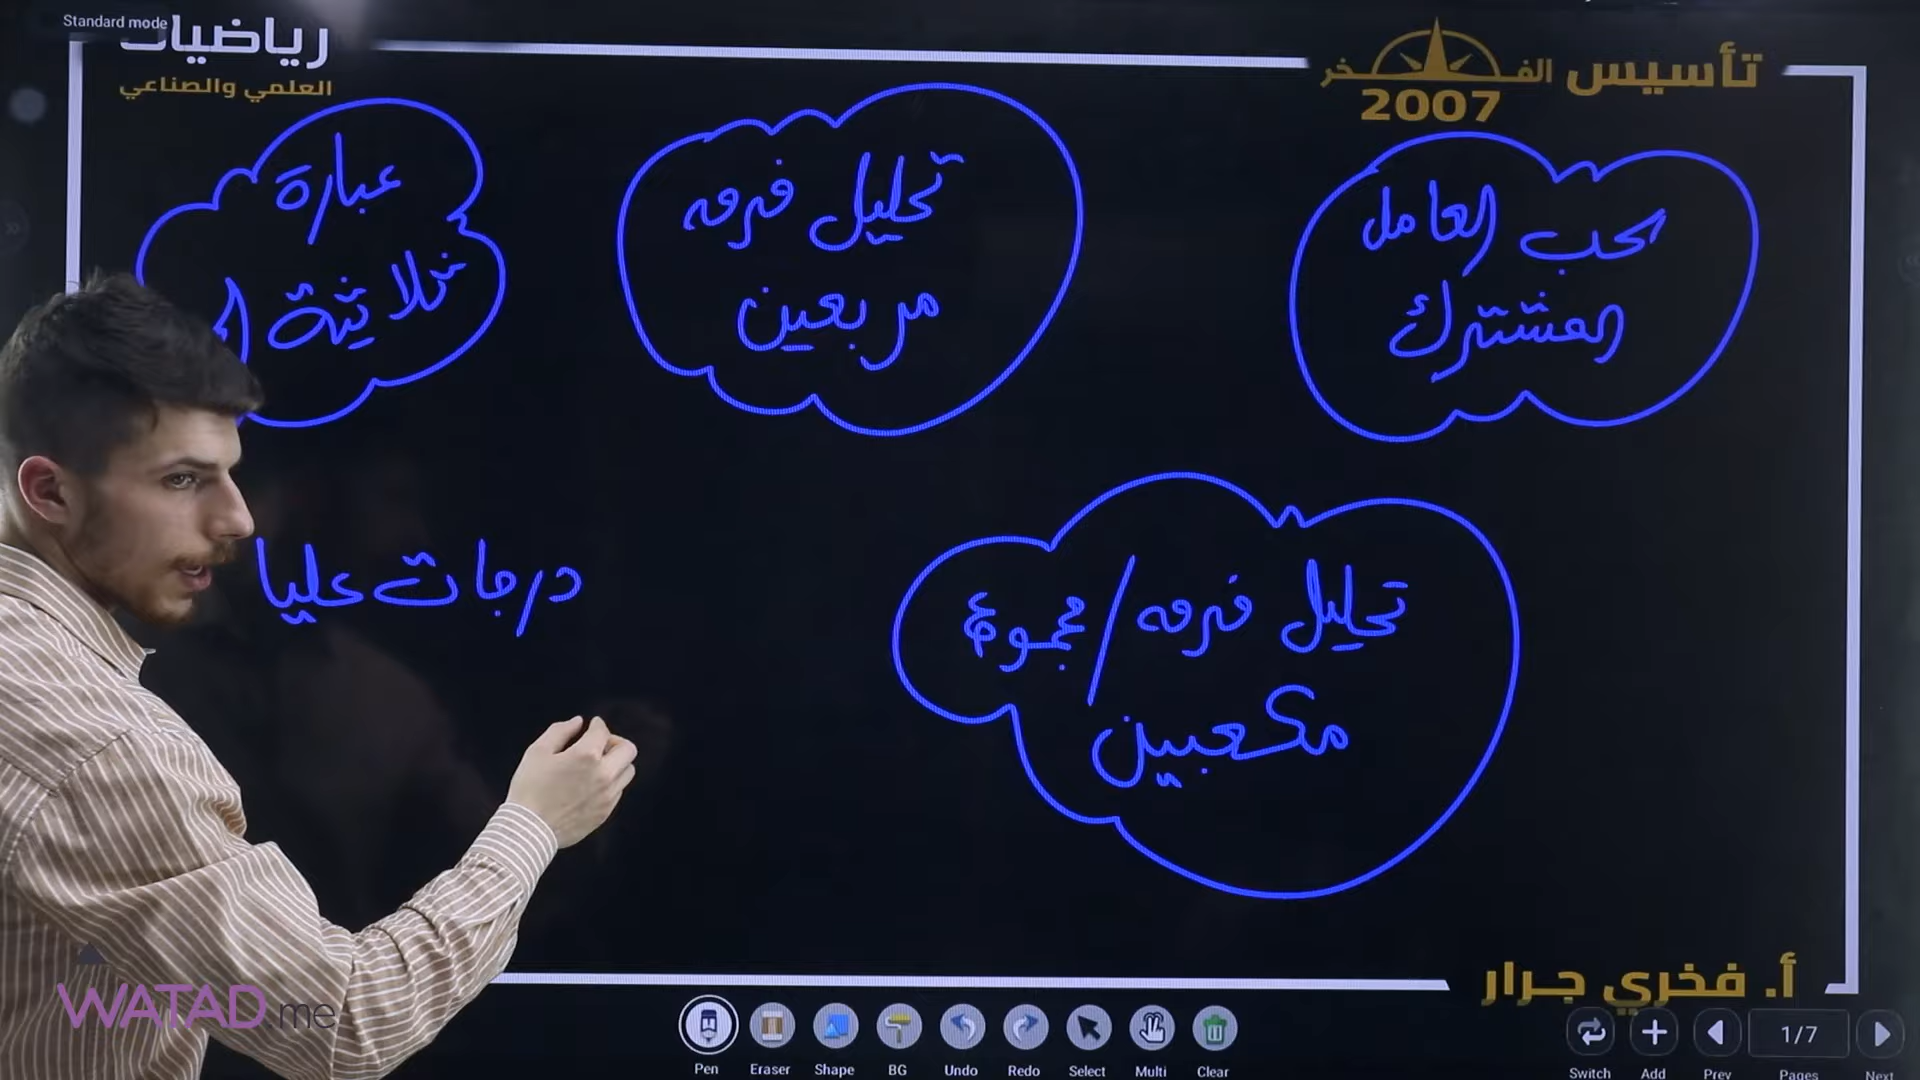 Standard mode
رياضيات
العلمي والصناعي
تأسيس الفخر
2007
سحب العامل
المشترك
تحليل فرق
مربعين
عبارة
ثلاثية
تحليل فرق / مجموع
مكعبين
درجات عليا
أ. فخري جرار
WATAD.me
Pen Eraser Shape BG Undo Redo Select Multi Clear
1/7
Switch Add Prev Pages Next